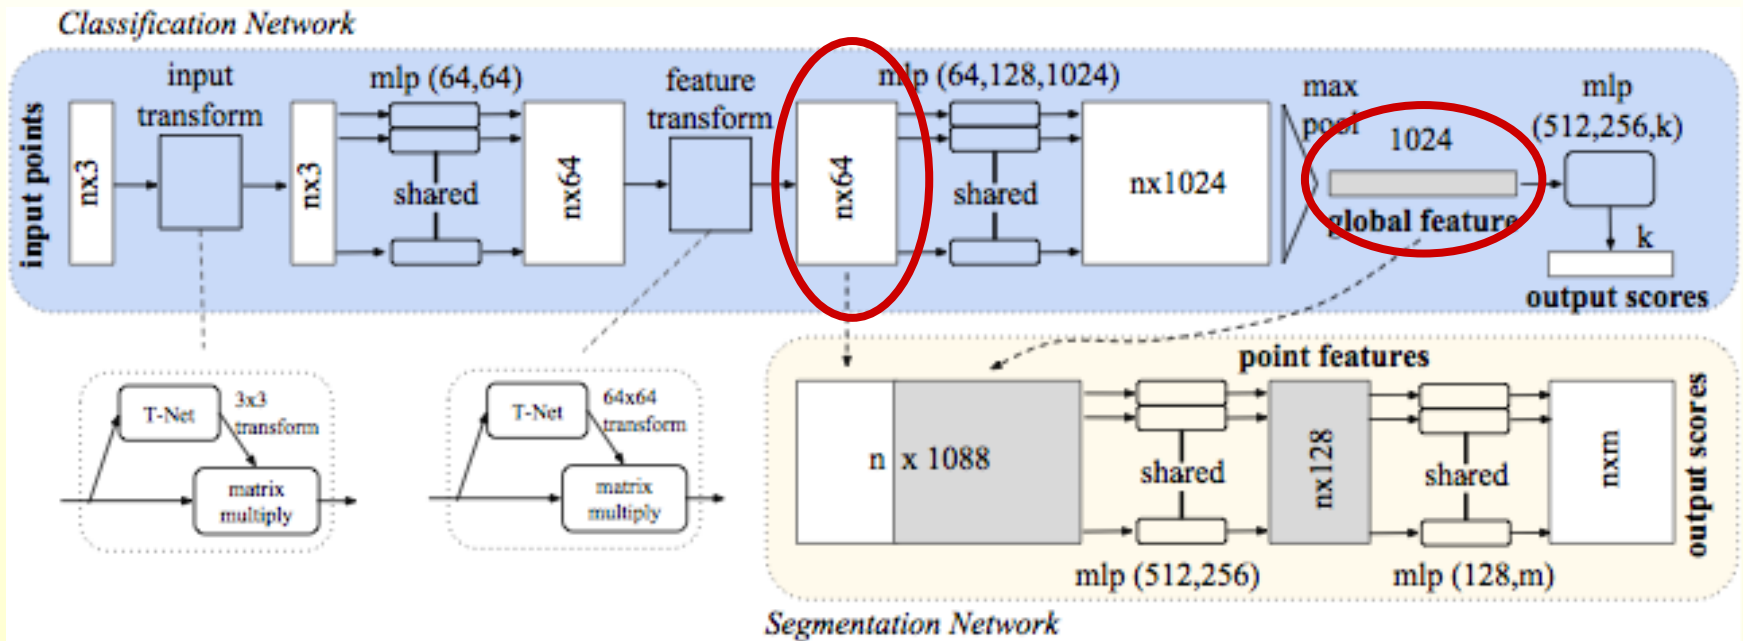 Classification Network
input points
nx3
input
transform
nx3
mlp (64,64)
shared
nx64
feature
transform
nx64
mlp (64,128,1024)
shared
nx1024
max
pool
1024
global feature
mlp
(512,256,k)
k
output scores
T-Net
3x3
transform
matrix
multiply
T-Net
64x64
transform
matrix
multiply
point features
n x 1088
shared
mlp (512,256)
nx128
shared
mlp (128,m)
nxm
output scores
Segmentation Network